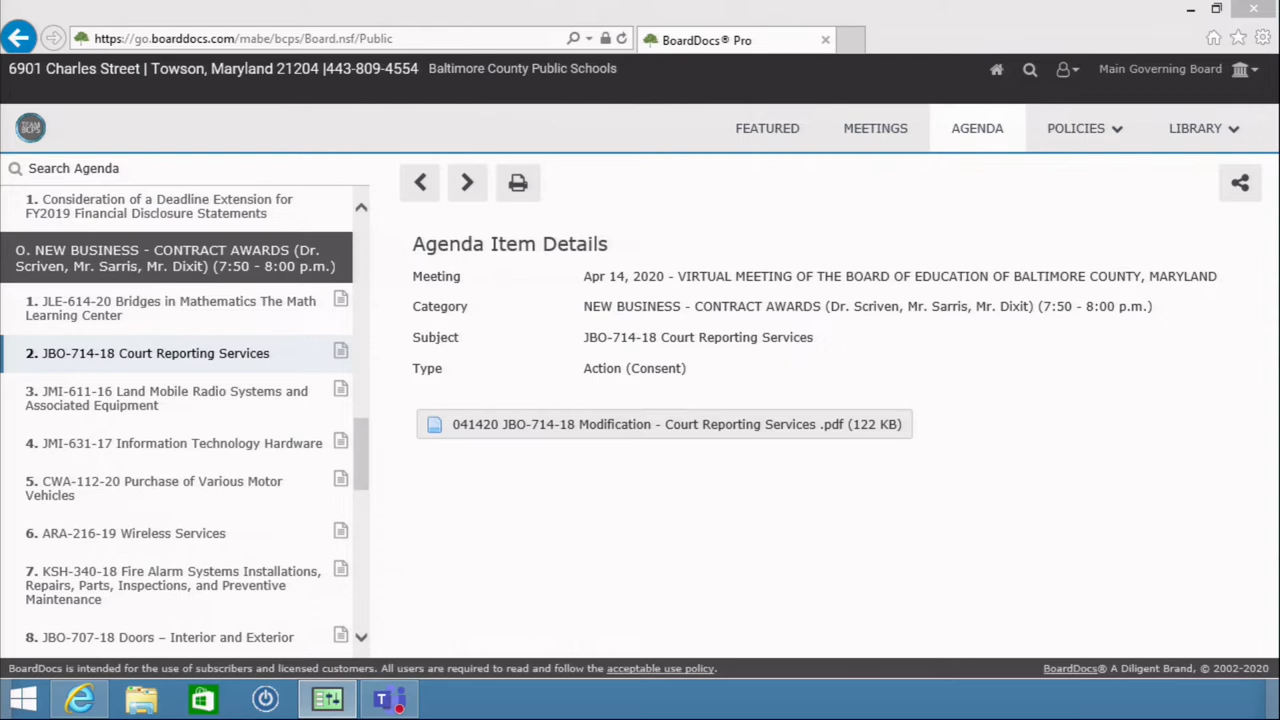 https://go.boarddocs.com/mabe/bcps/Board.nsf/Public
BoardDocs® Pro
6901 Charles Street | Towson, Maryland 21204 |443-809-4554 Baltimore County Public Schools
Main Governing Board
TEAM
BCPS
FEATURED
MEETINGS
AGENDA
POLICIES
LIBRARY
Search Agenda
1. Consideration of a Deadline Extension for
FY2019 Financial Disclosure Statements
O. NEW BUSINESS - CONTRACT AWARDS (Dr.
Scriven, Mr. Sarris, Mr. Dixit) (7:50 - 8:00 p.m.)
1. JLE-614-20 Bridges in Mathematics The Math
Learning Center
2. JBO-714-18 Court Reporting Services
3. JMI-611-16 Land Mobile Radio Systems and
Associated Equipment
4. JMI-631-17 Information Technology Hardware
5. CWA-112-20 Purchase of Various Motor
Vehicles
6. ARA-216-19 Wireless Services
7. KSH-340-18 Fire Alarm Systems Installations,
Repairs, Parts, Inspections, and Preventive
Maintenance
8. JBO-707-18 Doors – Interior and Exterior
Agenda Item Details
Meeting Apr 14, 2020 - VIRTUAL MEETING OF THE BOARD OF EDUCATION OF BALTIMORE COUNTY, MARYLAND
Category NEW BUSINESS - CONTRACT AWARDS (Dr. Scriven, Mr. Sarris, Mr. Dixit) (7:50 - 8:00 p.m.)
Subject JBO-714-18 Court Reporting Services
Type Action (Consent)
041420 JBO-714-18 Modification - Court Reporting Services .pdf (122 KB)
BoardDocs is intended for the use of subscribers and licensed customers. All users are required to read and follow the acceptable use policy.
BoardDocs® A Diligent Brand, © 2002-2020